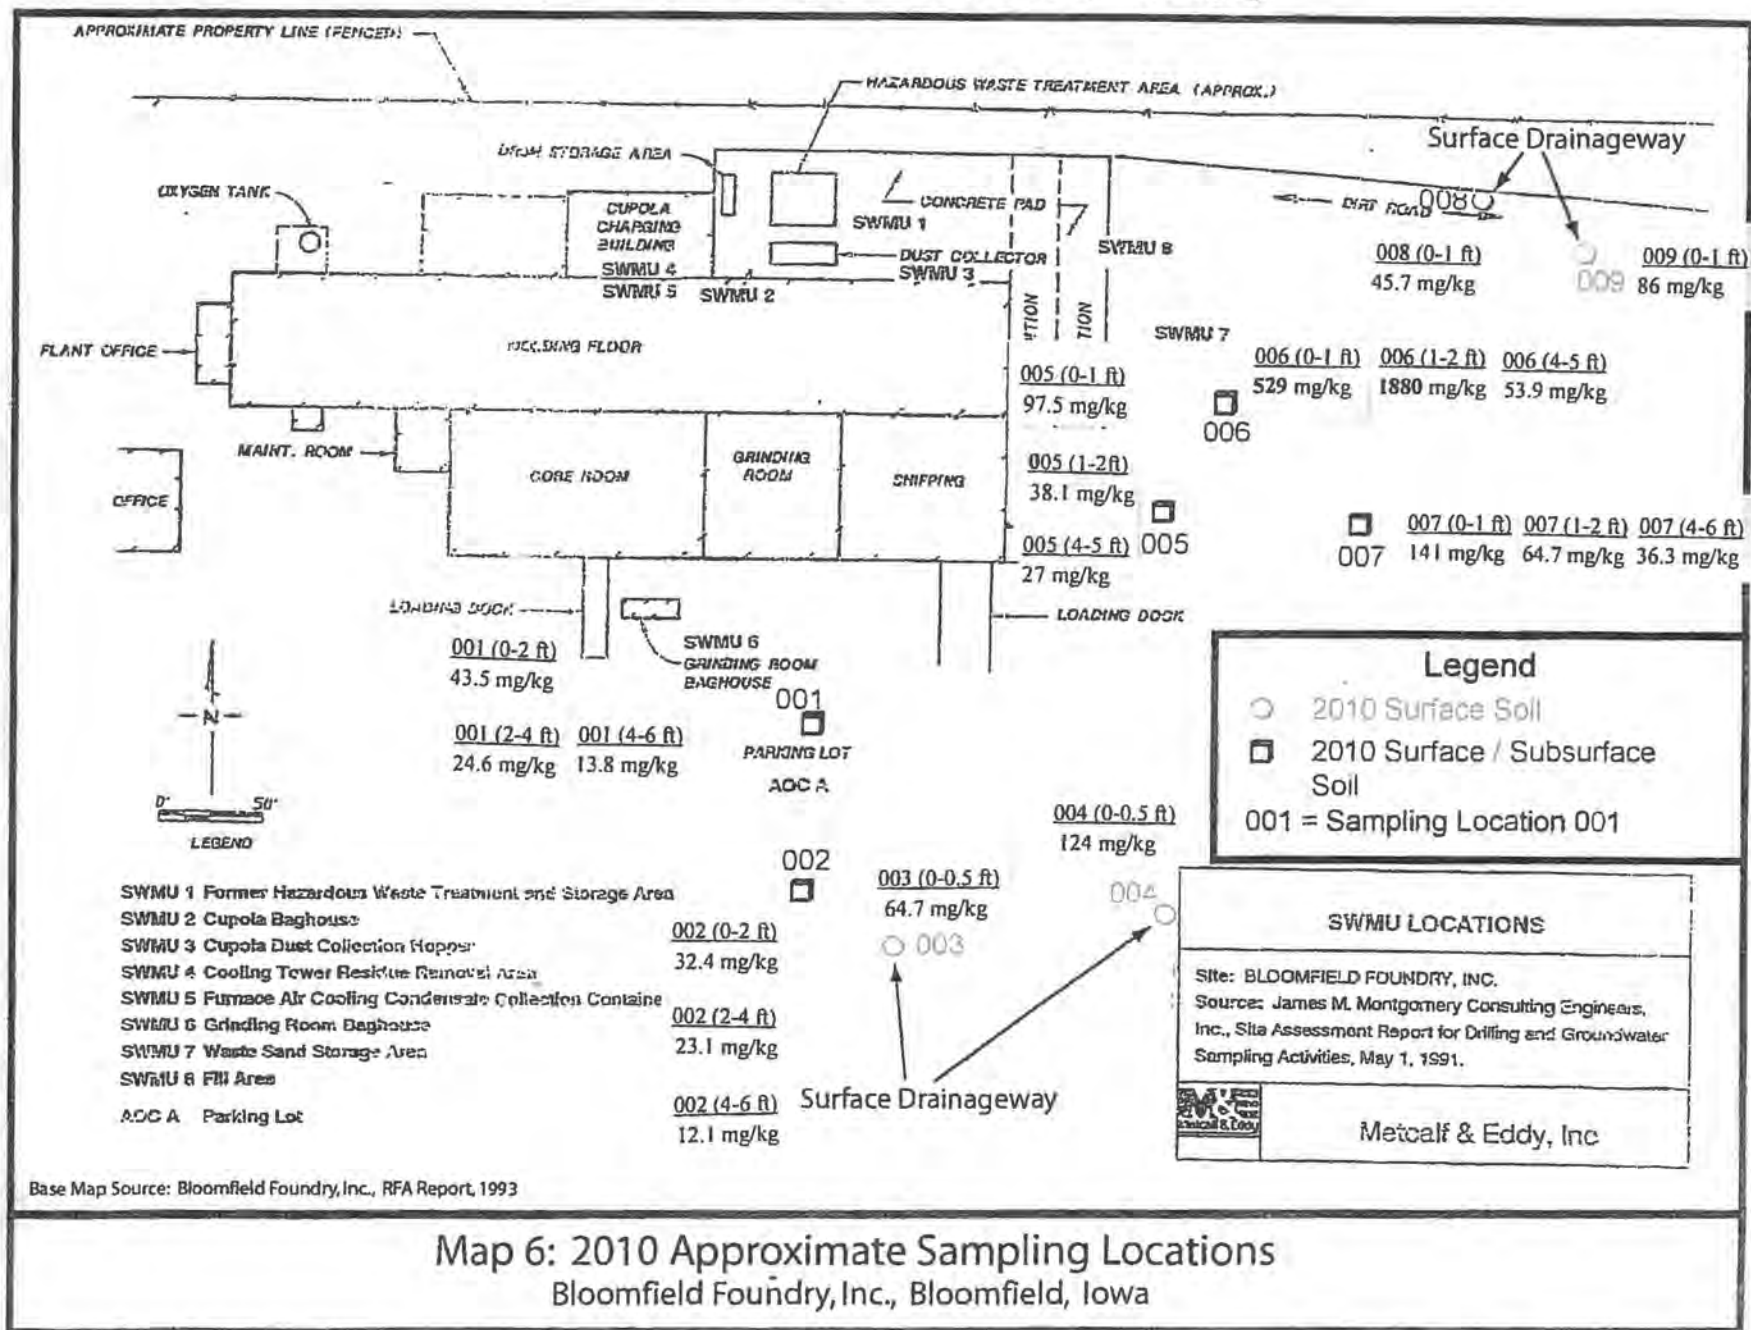 APPROXIMATE PROPERTY LINE (FENCED)
HAZARDOUS WASTE TREATMENT AREA (APPROX.)
Surface Drainageway
STORAGE AREA
OXYGEN TANK
CUPOLA
CHARGING
BUILDING
SWMU 4
SWMU 5
SWMU 2
SWMU 1
CONCRETE PAD
DUST COLLECTOR
SWMU 3
SWMU 8
DIRT ROAD
008
008 (0-1 ft)
45.7 mg/kg
009
009 (0-1 ft)
86 mg/kg
PLANT OFFICE
FLOOR
TION
TION
SWMU 7
005 (0-1 ft)
97.5 mg/kg
006 (0-1 ft) 006 (1-2 ft) 006 (4-5 ft)
529 mg/kg 1880 mg/kg 53.9 mg/kg
006
MAINT. ROOM
OFFICE
CORE ROOM
GRINDING
ROOM
SHIPPING
005 (1-2ft)
38.1 mg/kg
005 (4-5 ft)
27 mg/kg
005
007
007 (0-1 ft) 007 (1-2 ft) 007 (4-6 ft)
141 mg/kg 64.7 mg/kg 36.3 mg/kg
LOADING DOCK
LOADING DOCK
SWMU 6
GRINDING ROOM
BAGHOUSE
001 (0-2 ft)
43.5 mg/kg
001 (2-4 ft) 001 (4-6 ft)
24.6 mg/kg 13.8 mg/kg
001
PARKING LOT
AOC A
N
0' 50'
LEGEND
Legend
2010 Surface Soil
2010 Surface / Subsurface
Soil
001 = Sampling Location 001
004 (0-0.5 ft)
124 mg/kg
004
002
003 (0-0.5 ft)
64.7 mg/kg
003
SWMU 1 Former Hazardous Waste Treatment and Storage Area
SWMU 2 Cupola Baghouse
SWMU 3 Cupola Dust Collection Hopper
SWMU 4 Cooling Tower Residue Removal Area
SWMU 5 Furnace Air Cooling Condensate Collection Containe
SWMU 6 Grinding Room Baghouse
SWMU 7 Waste Sand Storage Area
SWMU 8 Fill Area
AOC A Parking Lot
002 (0-2 ft)
32.4 mg/kg
002 (2-4 ft)
23.1 mg/kg
002 (4-6 ft)
12.1 mg/kg
Surface Drainageway
SWMU LOCATIONS
Site: BLOOMFIELD FOUNDRY, INC.
Source: James M. Montgomery Consulting Engineers,
Inc., Site Assessment Report for Drilling and Groundwater
Sampling Activities, May 1, 1991.
Metcalf & Eddy
Metcalf & Eddy, Inc
Base Map Source: Bloomfield Foundry, Inc., RFA Report, 1993
Map 6: 2010 Approximate Sampling Locations
Bloomfield Foundry, Inc., Bloomfield, Iowa